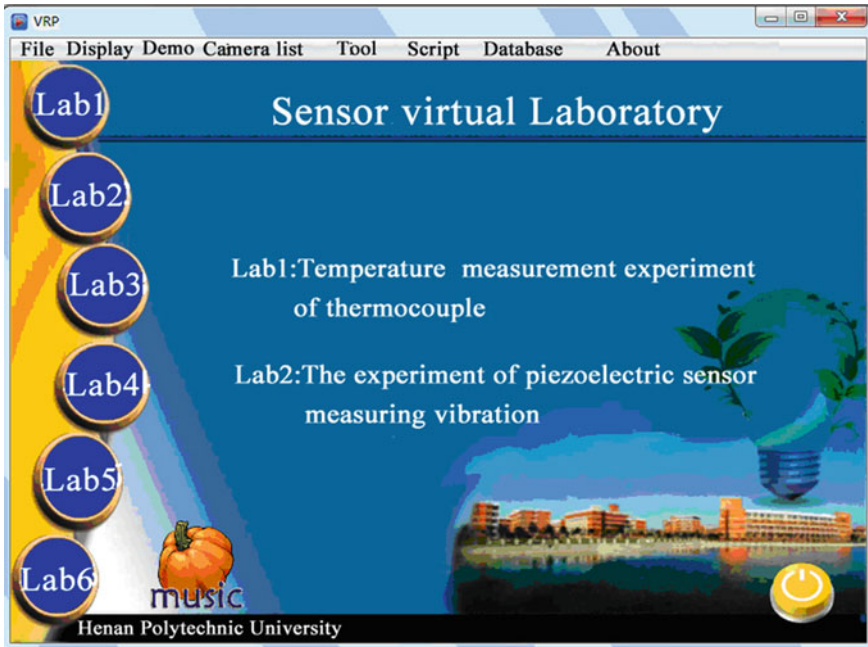 VRP
File Display Demo Camera list Tool Script Database About
Lab1
Sensor virtual Laboratory
Lab2
Lab3
Lab1:Temperature measurement experiment
of thermocouple
Lab4
Lab2:The experiment of piezoelectric sensor
measuring vibration
Lab5
Lab6
music
Henan Polytechnic University